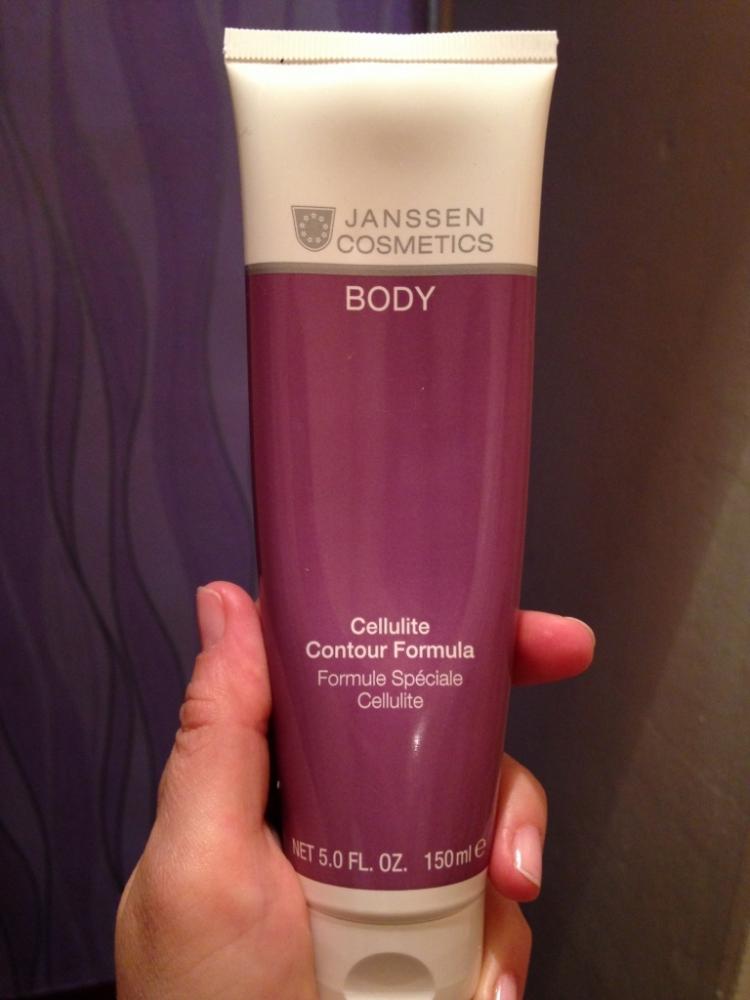 JANSSEN
COSMETICS
BODY
Cellulite
Contour Formula
Formule Spéciale
Cellulite
NET 5.0 FL. OZ. 150 ml ℮